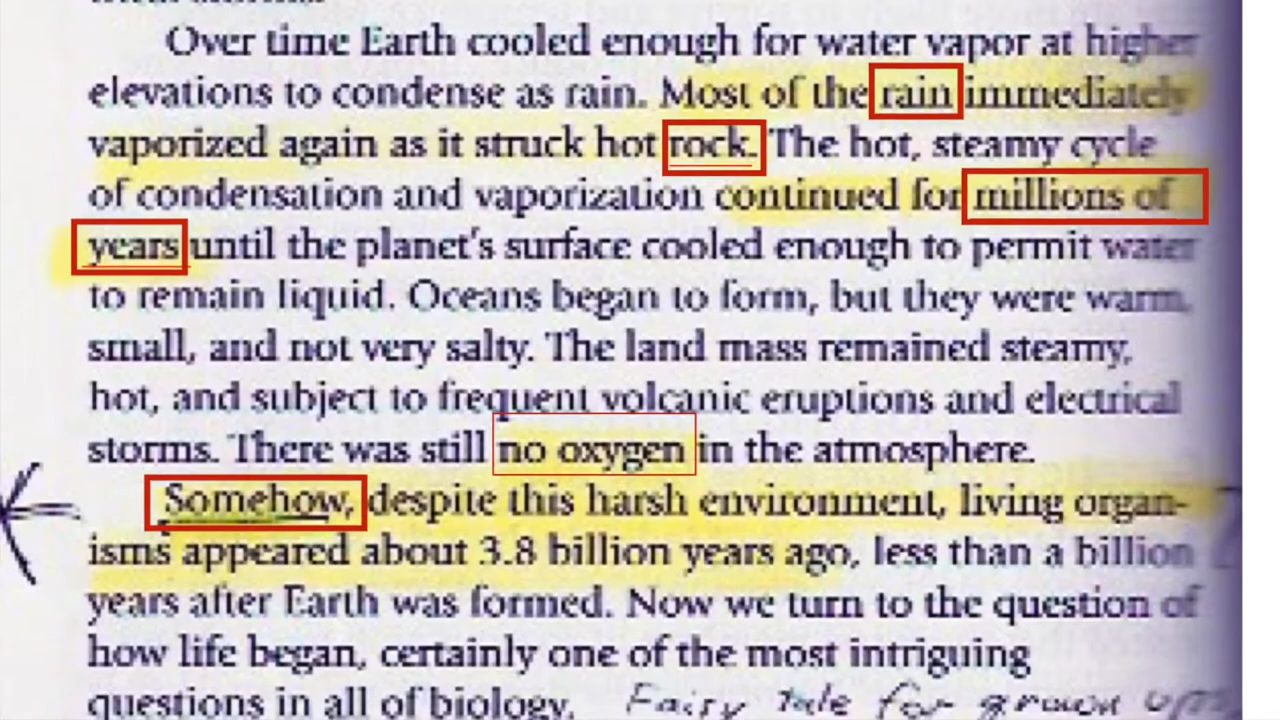 Over time Earth cooled enough for water vapor at higher
elevations to condense as rain. Most of the rain immediately
vaporized again as it struck hot rock. The hot, steamy cycle
of condensation and vaporization continued for millions of
years until the planet's surface cooled enough to permit water
to remain liquid. Oceans began to form, but they were warm,
small, and not very salty. The land mass remained steamy,
hot, and subject to frequent volcanic eruptions and electrical
storms. There was still no oxygen in the atmosphere.
Somehow, despite this harsh environment, living organ-
isms appeared about 3.8 billion years ago, less than a billion
years after Earth was formed. Now we turn to the question of
how life began, certainly one of the most intriguing
questions in all of biology. Fairy tale for grown ups